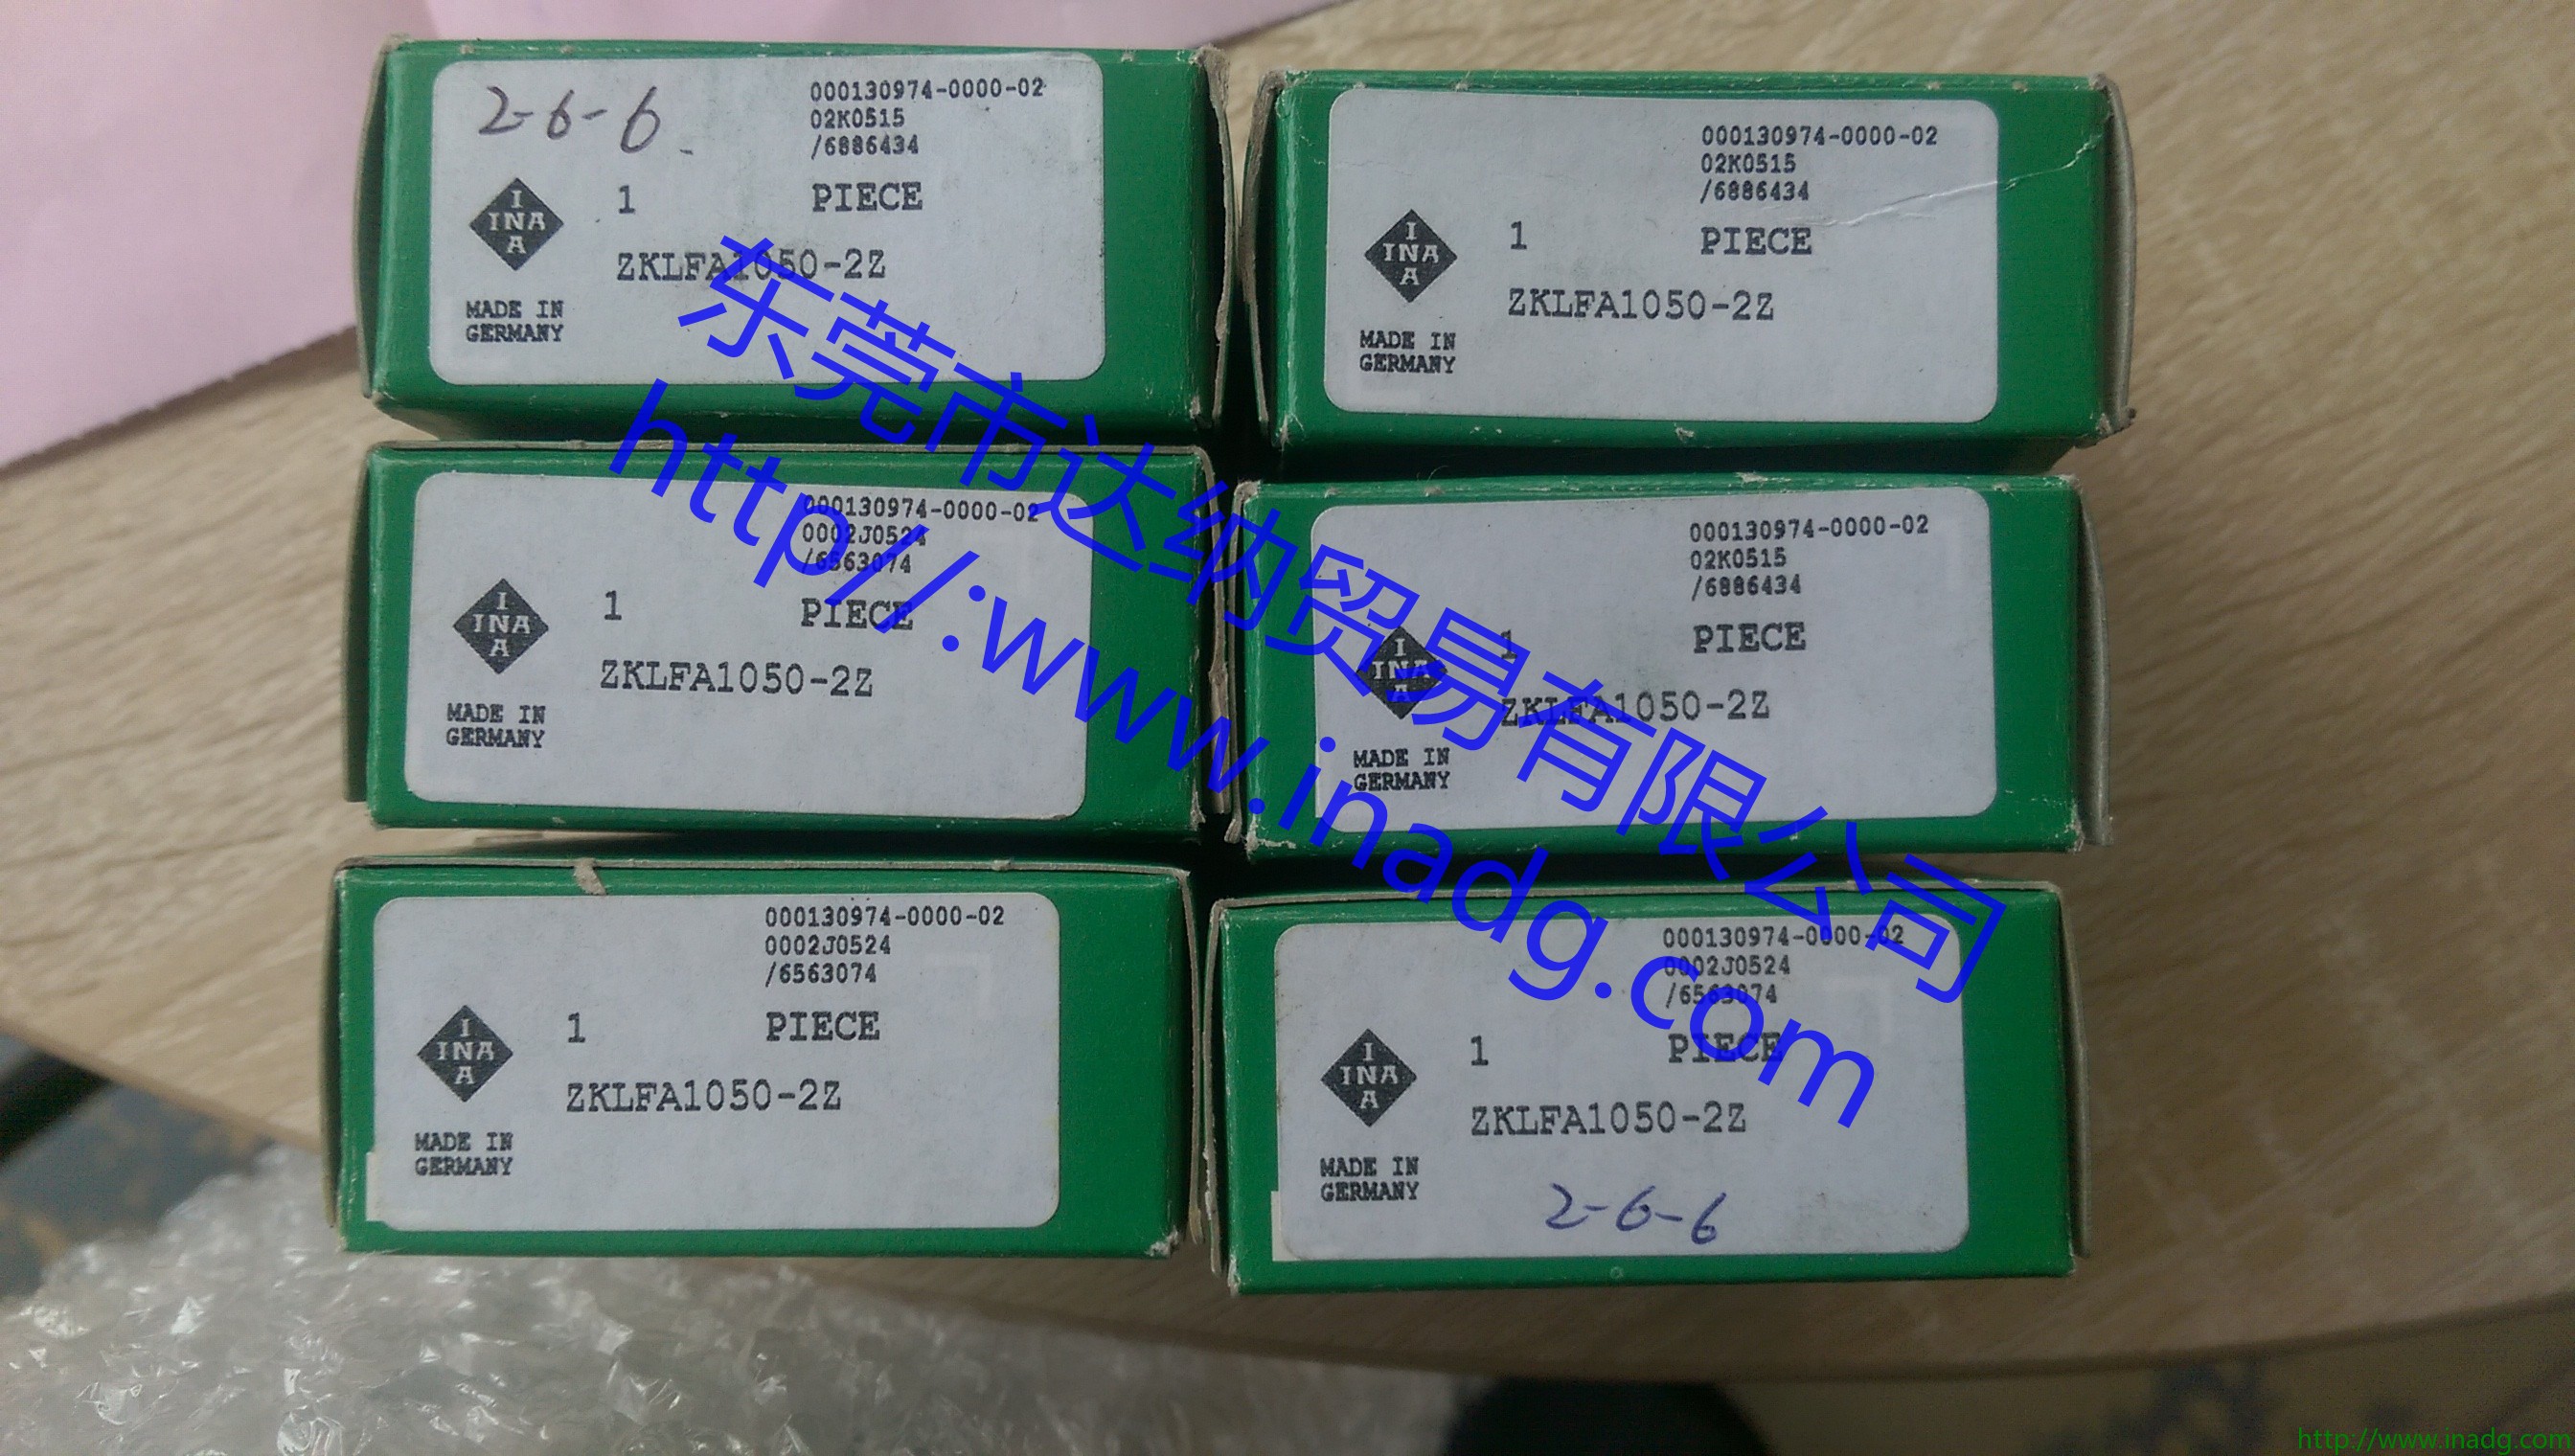 2-6-6
000130974-0000-02
02K0515
/6886434
I
INA
A
1 PIECE
ZKLFA1050-2Z
MADE IN
GERMANY
000130974-0000-02
02K0515
/6886434
I
INA
A
1 PIECE
ZKLFA1050-2Z
MADE IN
GERMANY
000130974-0000-02
0002J0524
/6563074
I
INA
A
1 PIECE
ZKLFA1050-2Z
MADE IN
GERMANY
000130974-0000-02
02K0515
/6886434
I
INA
A
1 PIECE
ZKLFA1050-2Z
MADE IN
GERMANY
000130974-0000-02
0002J0524
/6563074
I
INA
A
1 PIECE
ZKLFA1050-2Z
MADE IN
GERMANY
000130974-0000-02
0002J0524
/6563074
I
INA
A
1 PIECE
ZKLFA1050-2Z
MADE IN
GERMANY
2-6-6
东莞市达纳贸易有限公司
http//:www.inadg.com
http://www.inadg.com